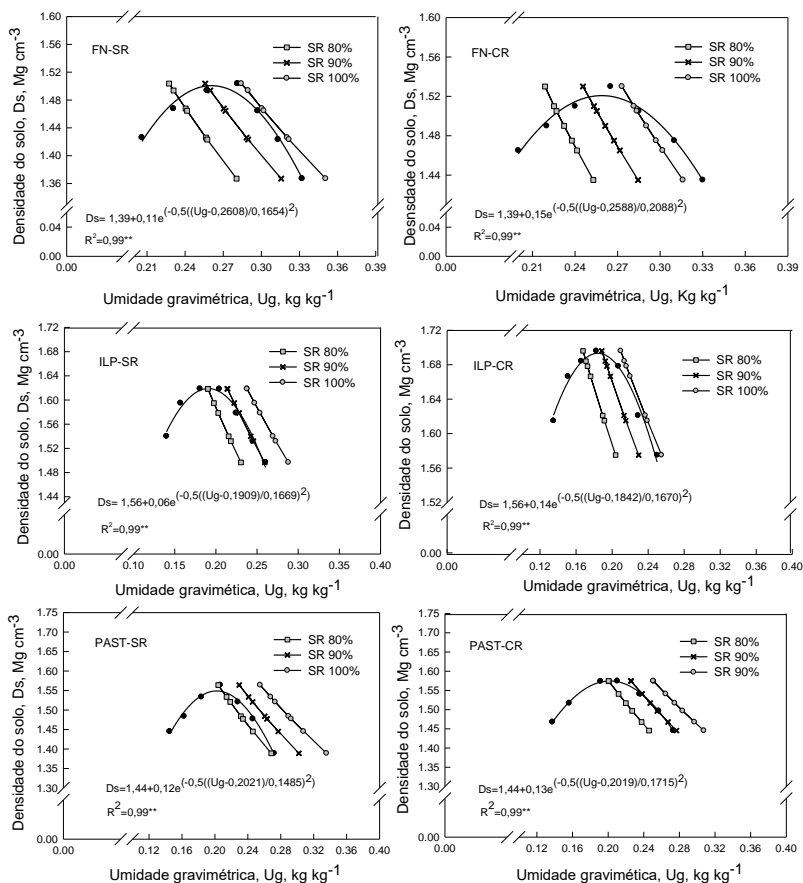 Densidade do solo, Ds, Mg cm-3
1.60
1.56
1.52
1.48
1.44
1.40
1.36
0.04
0.00
FN-SR
SR 80%
SR 90%
SR 100%
Ds= 1,39+0,11e(-0,5((Ug-0,2608)/0,1654)2)
R2=0,99**
0.00 0.21 0.24 0.27 0.30 0.33 0.36 0.39
Umidade gravimétrica, Ug, kg kg-1
Desnsidade do solo, Ds, Mg cm-3
1.60
1.56
1.52
1.48
1.44
0.04
0.00
FN-CR
SR 80%
SR 90%
SR 100%
Ds= 1,39+0,15e(-0,5((Ug-0,2588)/0,2088)2)
R2=0,99**
0.00 0.21 0.24 0.27 0.30 0.33 0.36 0.39
Umidade gravimétrica, Ug, Kg kg-1
Densidade do solo, Ds, Mg cm-3
1.72
1.68
1.64
1.60
1.56
1.52
1.48
1.44
0.00
ILP-SR
SR 80%
SR 90%
SR 100%
Ds= 1,56+0,06e(-0,5((Ug-0,1909)/0,1669)2)
R2=0,99**
0.00 0.15 0.20 0.25 0.30 0.35 0.40
Umidade gravimética, Ug, kg kg-1
Densidade do solo, Ds, Mg cm-3
1.72
1.68
1.64
1.60
1.56
1.52
0.00
ILP-CR
SR 80%
SR 90%
SR 100%
Ds= 1,56+0,14e(-0,5((Ug-0,1842)/0,1670)2)
R2=0,99**
0.00 0.12 0.16 0.20 0.24 0.28 0.32 0.36 0.40
Umidade gravimétrica, Ug, kg kg-1
Densidade do solo, Ds, Mg cm-3
1.75
1.70
1.65
1.60
1.55
1.50
1.45
1.40
1.35
1.30
0.00
PAST-SR
SR 80%
SR 90%
SR 100%
Ds=1,44+0,12e(-0,5((Ug-0,2021)/0,1485)2)
R2=0,99**
0.00 0.12 0.16 0.20 0.24 0.28 0.32 0.36 0.40
Umidade gravimétrica, Ug, kg kg-1
Densidade do solo, Mg cm-3
1.75
1.70
1.65
1.60
1.55
1.50
1.45
1.40
1.35
1.30
0.00
PAST-CR
SR 80%
SR 90%
SR 90%
Ds=1,44+0,13e(-0,5((Ug-0,2019)/0,1715)2)
R2=0,99**
0.00 0.12 0.16 0.20 0.24 0.28 0.32 0.36 0.40
Umidade gravimétrica, Ug, kg kg-1